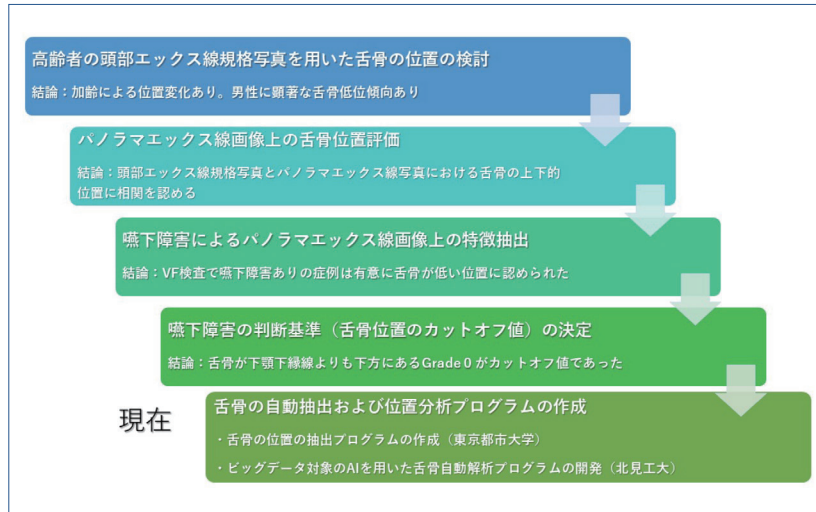 高齢者の頭部エックス線規格写真を用いた舌骨の位置の検討
結論：加齢による位置変化あり。男性に顕著な舌骨低位傾向あり
パノラマエックス線画像上の舌骨位置評価
結論：頭部エックス線規格写真とパノラマエックス線写真における舌骨の上下的
位置に相関を認める
嚥下障害によるパノラマエックス線画像上の特徴抽出
結論：VF検査で嚥下障害ありの症例は有意に舌骨が低い位置に認められた
嚥下障害の判断基準（舌骨位置のカットオフ値）の決定
結論：舌骨が下顎下縁線よりも下方にあるGrade０がカットオフ値であった
現在
舌骨の自動抽出および位置分析プログラムの作成
・舌骨の位置の抽出プログラムの作成（東京都市大学）
・ビッグデータ対象のAIを用いた舌骨自動解析プログラムの開発（北見工大）